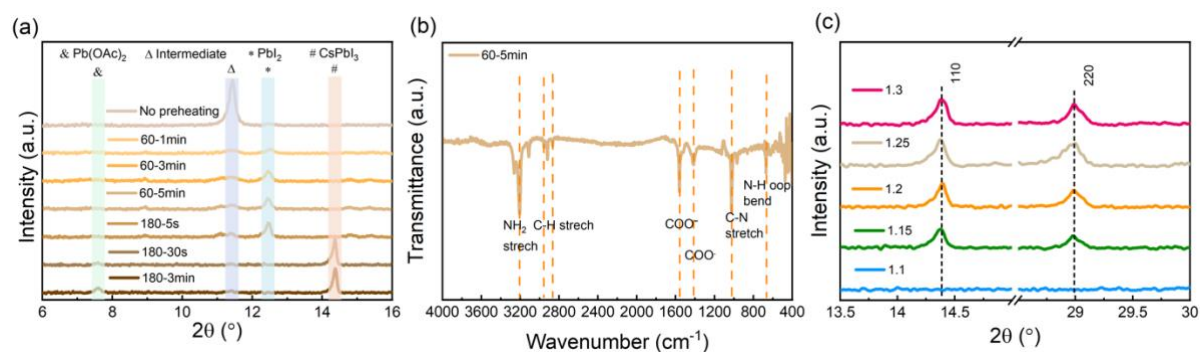 (a)
& Pb(OAc)₂ Δ Intermediate * PbI₂ # CsPbI₃
& Δ * #
No preheating
60-1min
60-3min
60-5min
180-5s
180-30s
180-3min
Intensity (a.u.)
6 8 10 12 14 16
2θ (°)
(b)
60-5min
Transmittance (a.u.)
NH₂ strech
C-H strech
COO⁻
COO⁻
C-N stretch
N-H oop bend
4000 3600 3200 2800 2400 2000 1600 1200 800 400
Wavenumber (cm⁻¹)
(c)
110
220
1.3
1.25
1.2
1.15
1.1
Intensity (a.u.)
13.5 14.0 14.5 29 29.5 30
2θ (°)